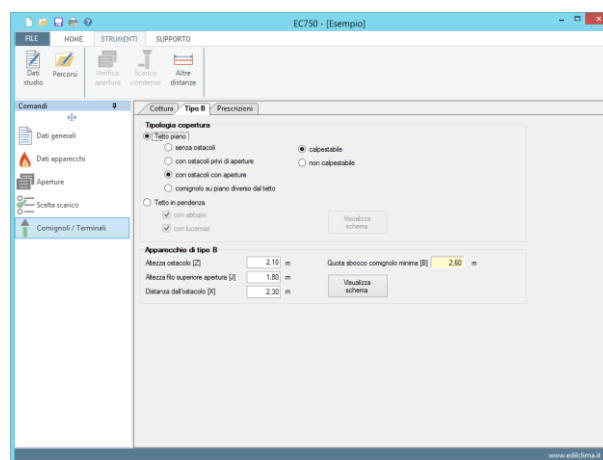 EC750 - [Esempio]
FILE HOME STRUMENTI SUPPORTO
Dati studio
Percorsi
Verifica aperture
Scarico condense
Altre distanze
Comandi
Dati generali
Dati apparecchi
Aperture
Scelta scarico
Comignoli / Terminali
Cottura Tipo B Prescrizioni
Tipologia copertura
Tetto piano
senza ostacoli
calpestabile
con ostacoli privi di aperture
non calpestabile
con ostacoli con aperture
comignolo su piano diverso dal tetto
Tetto in pendenza
con abbaini
con lucernari
Visualizza schema
Apparecchio di tipo B
Altezza ostacolo [Z] 2,10 m
Quota sbocco comignolo minima [B] 2,60 m
Altezza filo superiore apertura [J] 1,80 m
Visualizza schema
Distanza dall'ostacolo [X] 2,30 m
www.edilclima.it